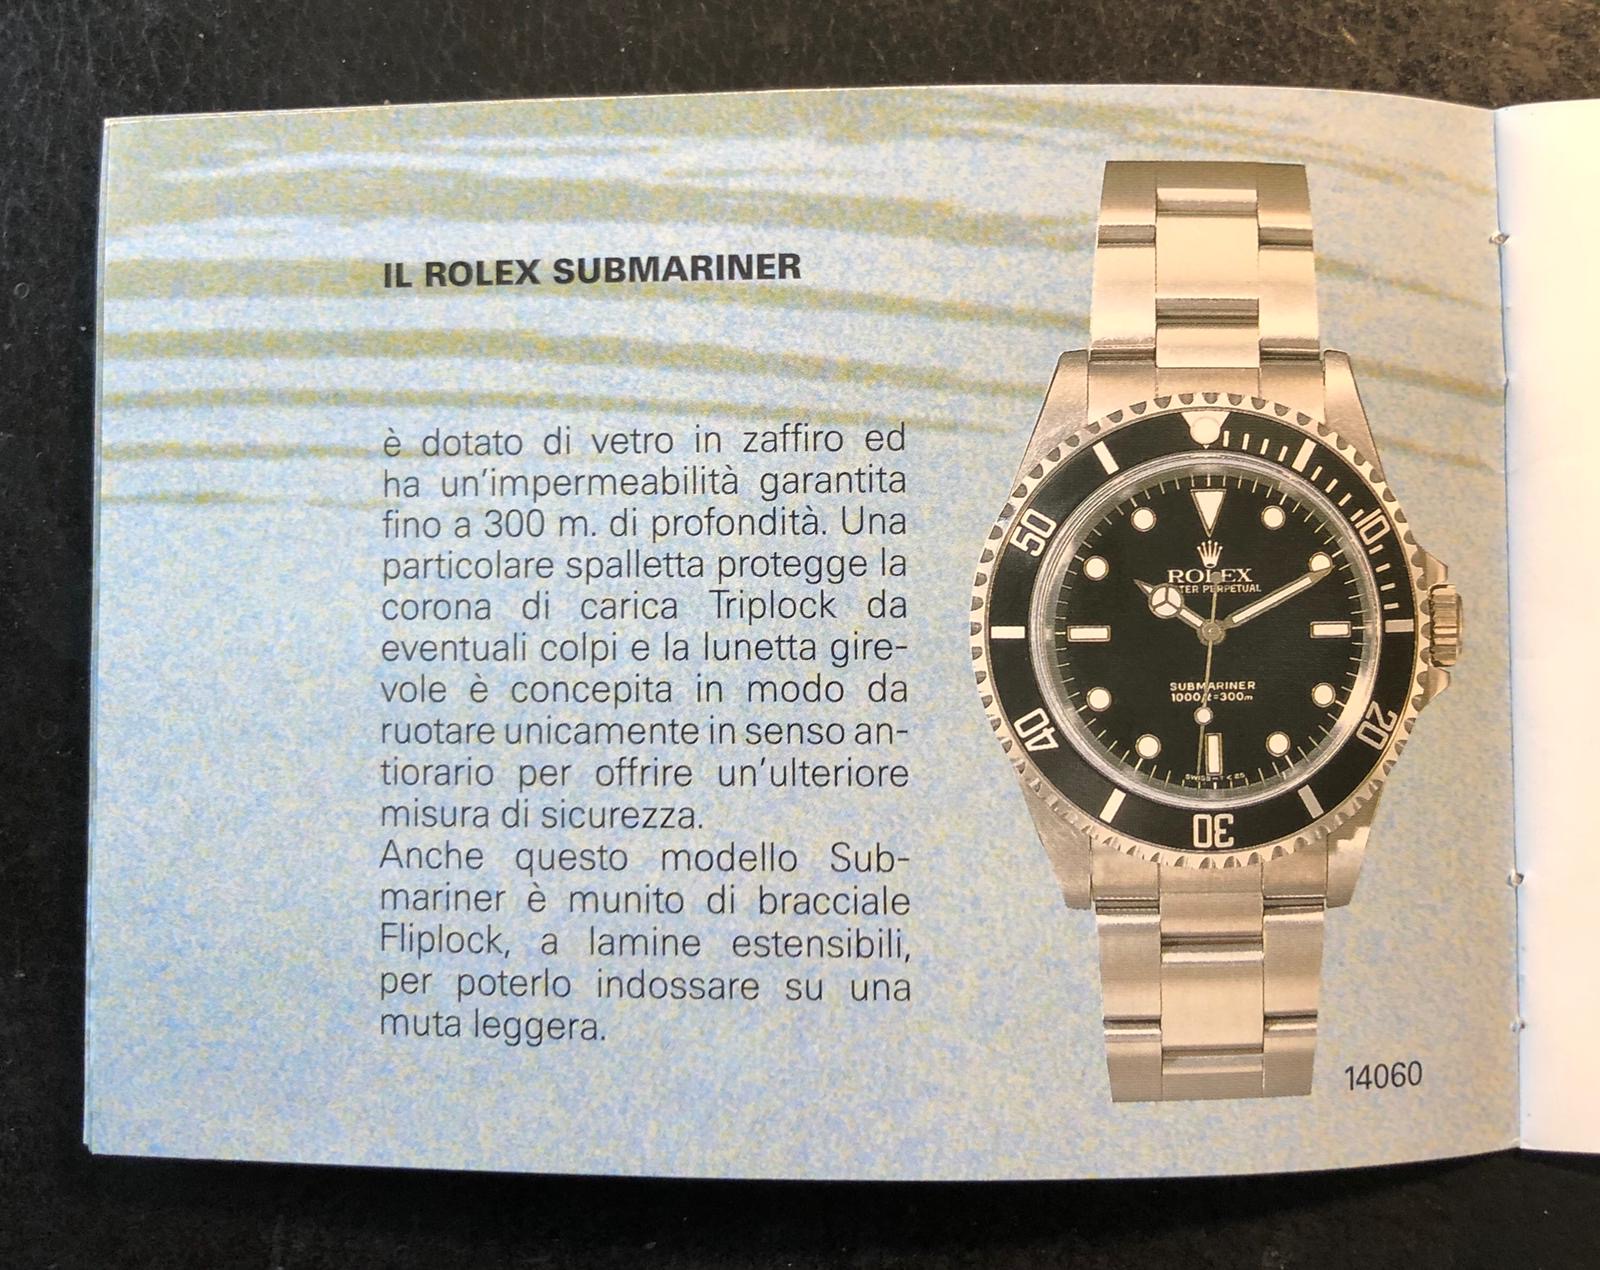 IL ROLEX SUBMARINER
è dotato di vetro in zaffiro ed
ha un'impermeabilità garantita
fino a 300 m. di profondità. Una
particolare spalletta protegge la
corona di carica Triplock da
eventuali colpi e la lunetta gire-
vole è concepita in modo da
ruotare unicamente in senso an-
tiorario per offrire un'ulteriore
misura di sicurezza.
Anche questo modello Sub-
mariner è munito di bracciale
Fliplock, a lamine estensibili,
per poterlo indossare su una
muta leggera.
10
20
30
40
50
ROLEX
PERPETUAL
SUBMARINER
1000ft=300m
SWISS-T<25
14060